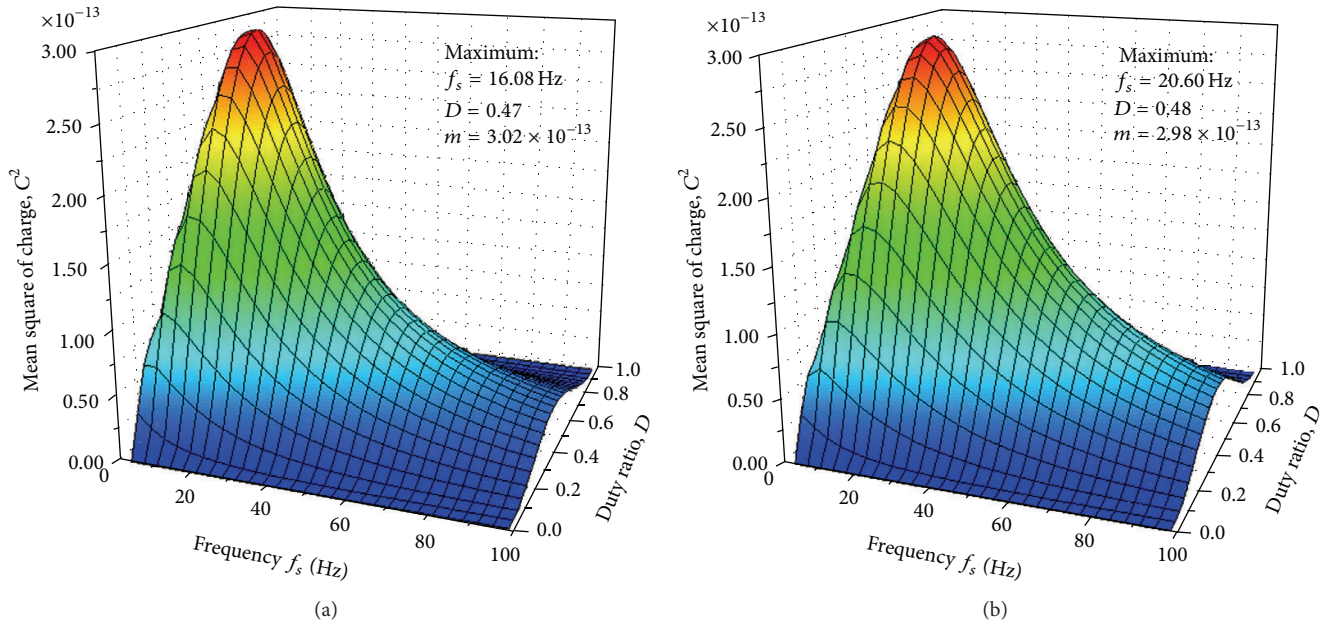 ×10⁻¹³
3.00
2.50
2.00
1.50
1.00
0.50
0.00
Mean square of charge, C²
Maximum:
fₛ = 16.08 Hz
D = 0.47
m = 3.02 × 10⁻¹³
0
20
40
60
80
100
Frequency fₛ (Hz)
0.0
0.2
0.4
0.6
0.8
1.0
Duty ratio, D
(a)
×10⁻¹³
3.00
2.50
2.00
1.50
1.00
0.50
0.00
Mean square of charge, C²
Maximum:
fₛ = 20.60 Hz
D = 0.48
m = 2.98 × 10⁻¹³
0
20
40
60
80
100
Frequency fₛ (Hz)
0.0
0.2
0.4
0.6
0.8
1.0
Duty ratio, D
(b)